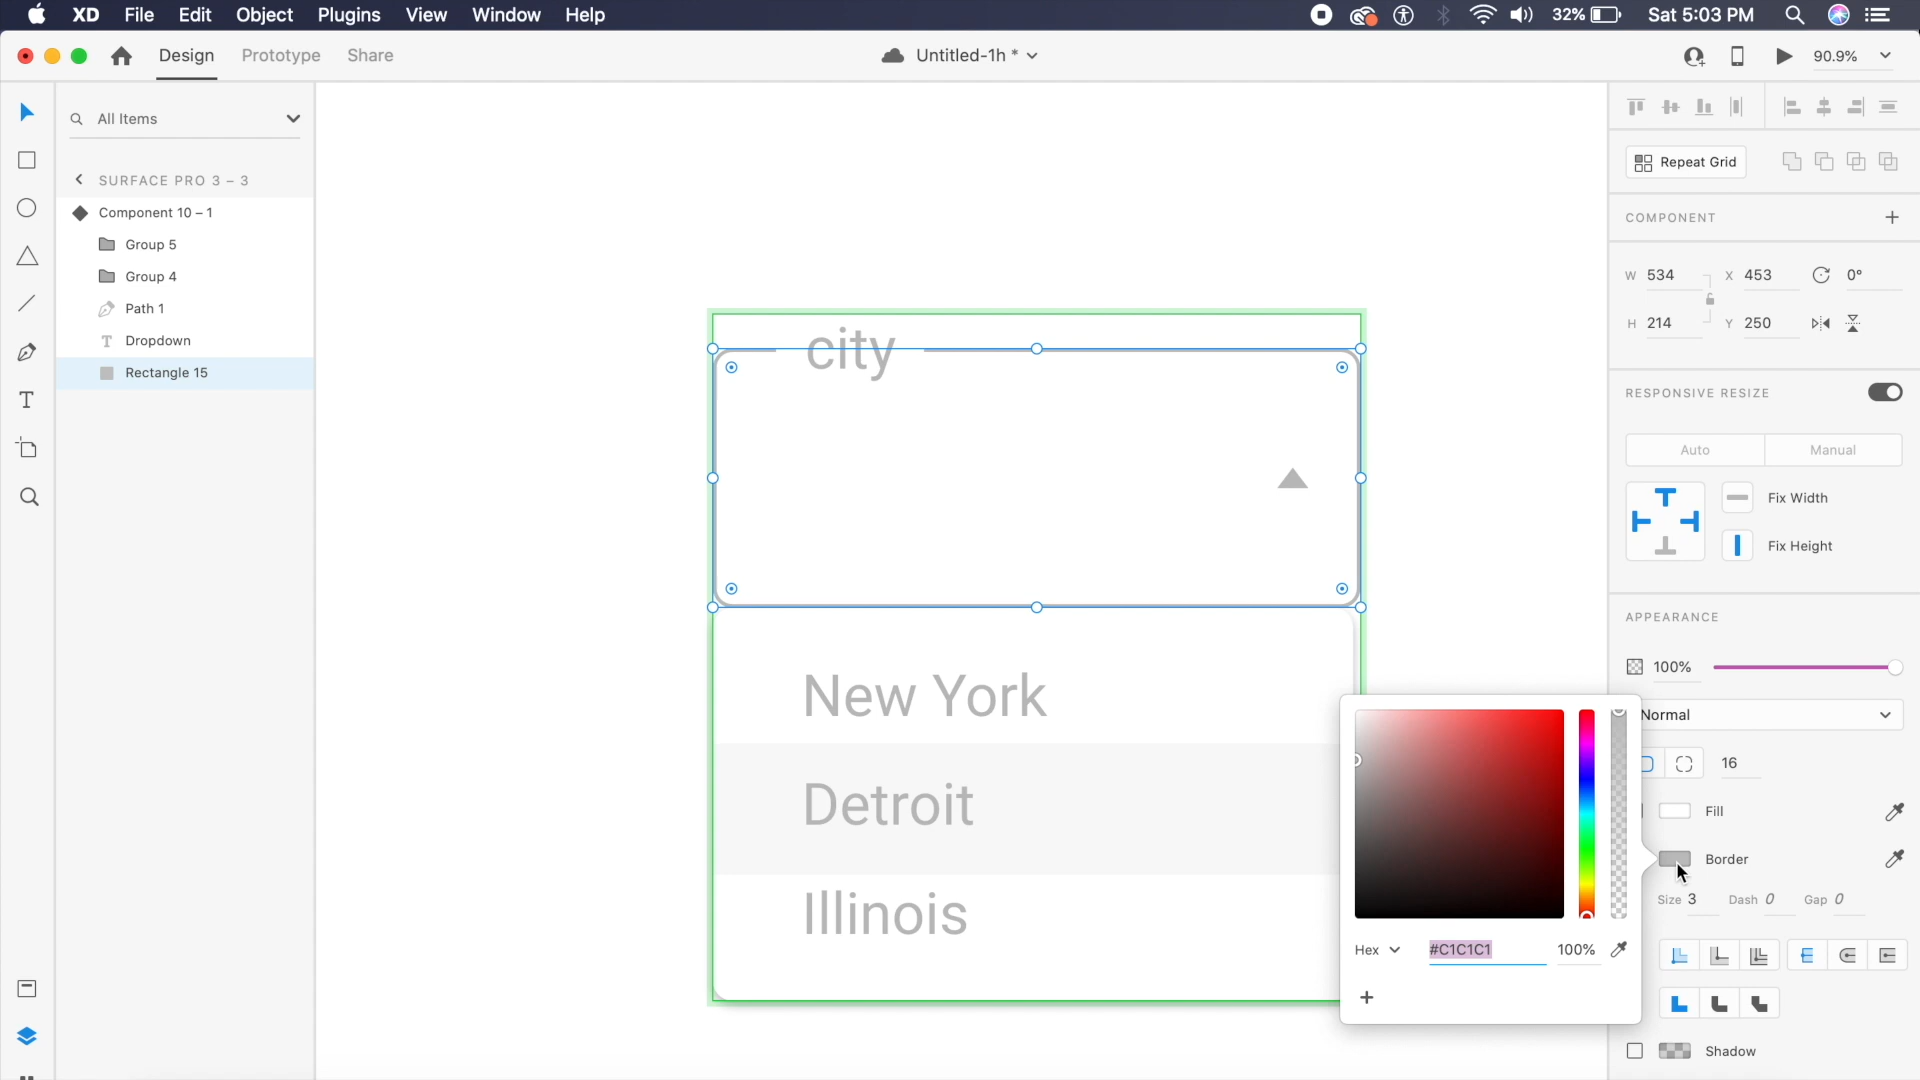 XD File Edit Object Plugins View Window Help 32% Sat 5:03 PM
Design Prototype Share Untitled-1h * 90.9%
All Items
SURFACE PRO 3 – 3
Component 10 – 1
Group 5
Group 4
Path 1
Dropdown
Rectangle 15
city
New York
Detroit
Illinois
Repeat Grid
COMPONENT
W 534 X 453 0°
H 214 Y 250
RESPONSIVE RESIZE
Auto Manual
Fix Width
Fix Height
APPEARANCE
100%
Normal
16
Fill
Border
Size 3 Dash 0 Gap 0
Hex #C1C1C1 100%
Shadow